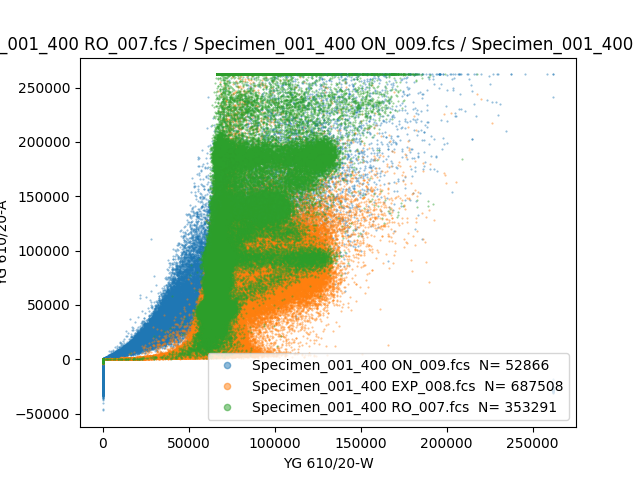 _001_400 RO_007.fcs / Specimen_001_400 ON_009.fcs / Specimen_001_400
250000
200000
150000
100000
50000
0
−50000
YG 610/20-A
Specimen_001_400 ON_009.fcs N= 52866
Specimen_001_400 EXP_008.fcs N= 687508
Specimen_001_400 RO_007.fcs N= 353291
0 50000 100000 150000 200000 250000
YG 610/20-W